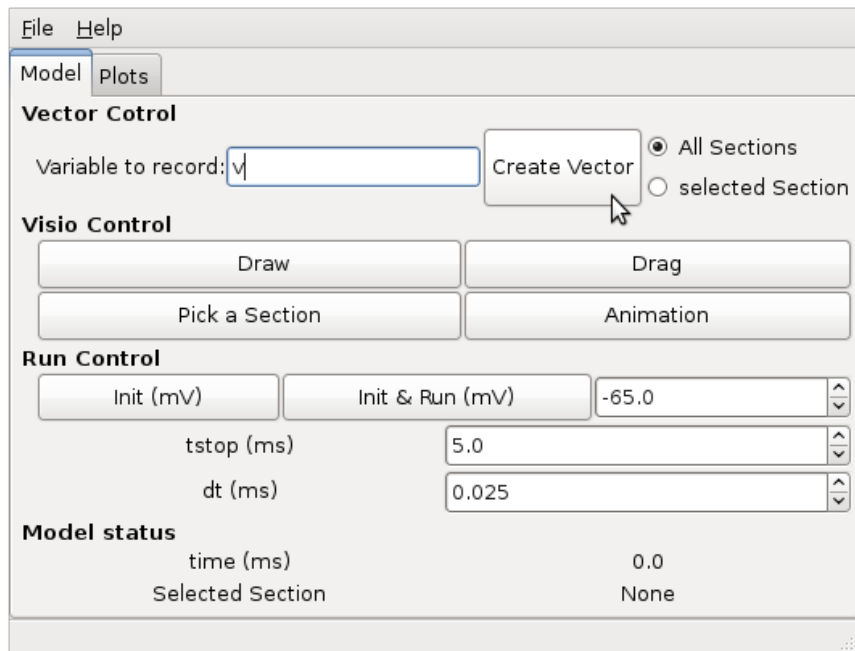 File Help
Model Plots
Vector Cotrol
Variable to record: v Create Vector All Sections
selected Section
Visio Control
Draw Drag
Pick a Section Animation
Run Control
Init (mV) Init & Run (mV) -65.0
tstop (ms) 5.0
dt (ms) 0.025
Model status
time (ms) 0.0
Selected Section None